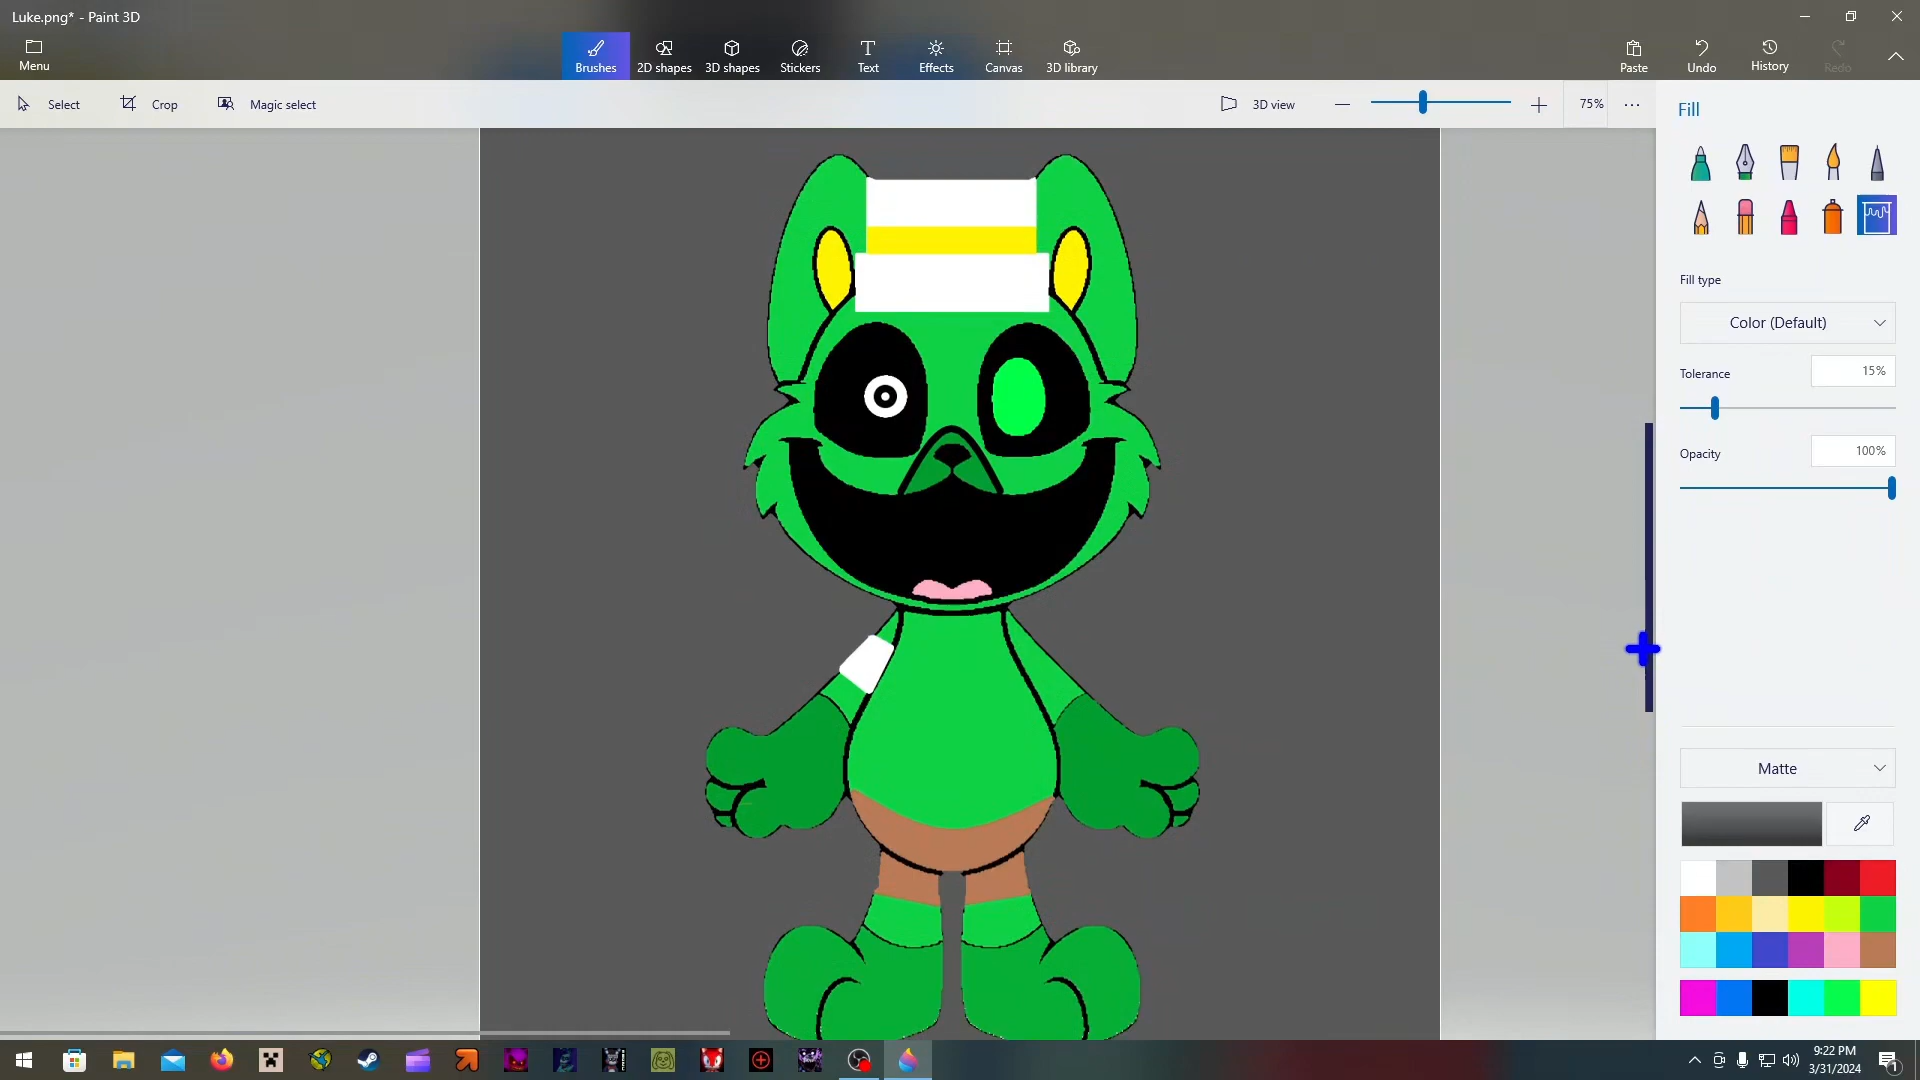 Luke.png* - Paint 3D
Menu
Brushes
2D shapes
3D shapes
Stickers
Text
Effects
Canvas
3D library
Paste
Undo
History
Redo
Select
Crop
Magic select
3D view
75%
Fill
Fill type
Color (Default)
Tolerance
15%
Opacity
100%
Matte
9:22 PM
3/31/2024
1